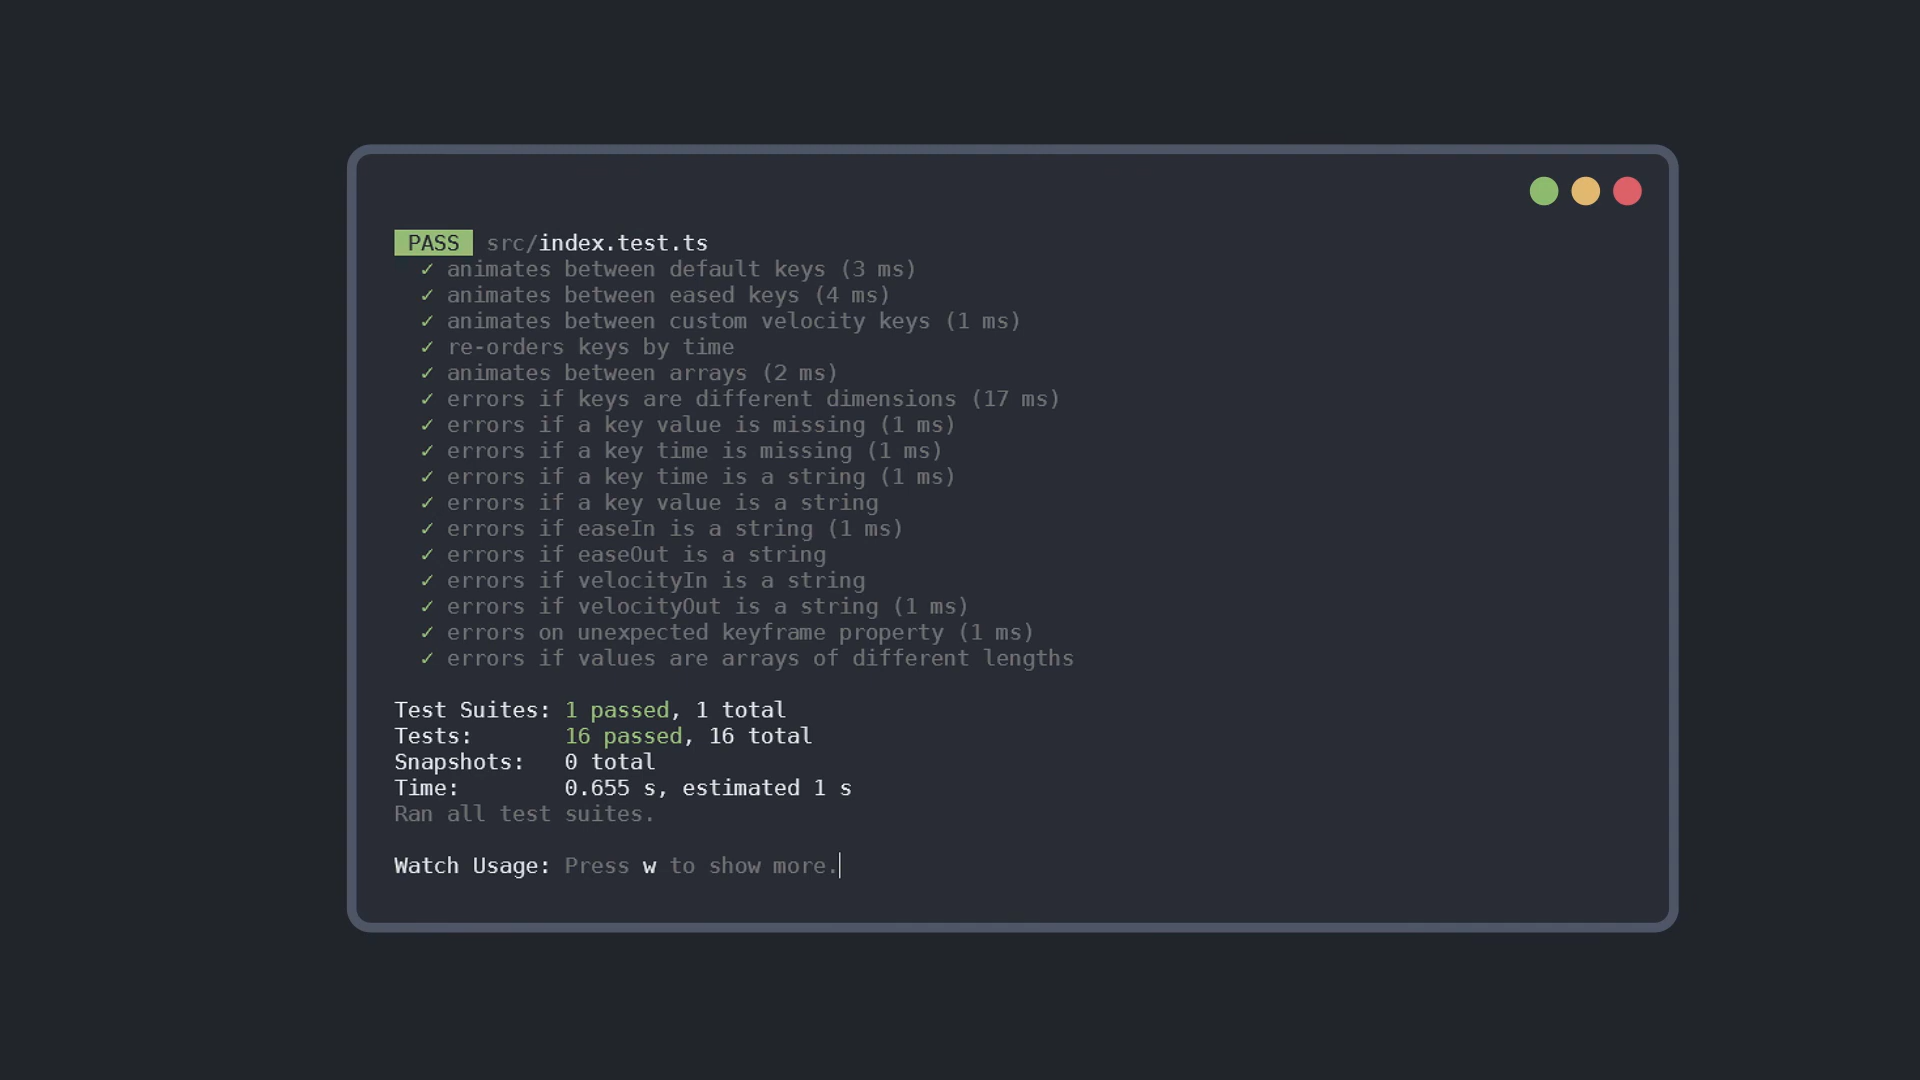 PASS src/index.test.ts
✓ animates between default keys (3 ms)
✓ animates between eased keys (4 ms)
✓ animates between custom velocity keys (1 ms)
✓ re-orders keys by time
✓ animates between arrays (2 ms)
✓ errors if keys are different dimensions (17 ms)
✓ errors if a key value is missing (1 ms)
✓ errors if a key time is missing (1 ms)
✓ errors if a key time is a string (1 ms)
✓ errors if a key value is a string
✓ errors if easeIn is a string (1 ms)
✓ errors if easeOut is a string
✓ errors if velocityIn is a string
✓ errors if velocityOut is a string (1 ms)
✓ errors on unexpected keyframe property (1 ms)
✓ errors if values are arrays of different lengths
Test Suites: 1 passed, 1 total
Tests: 16 passed, 16 total
Snapshots: 0 total
Time: 0.655 s, estimated 1 s
Ran all test suites.
Watch Usage: Press w to show more.